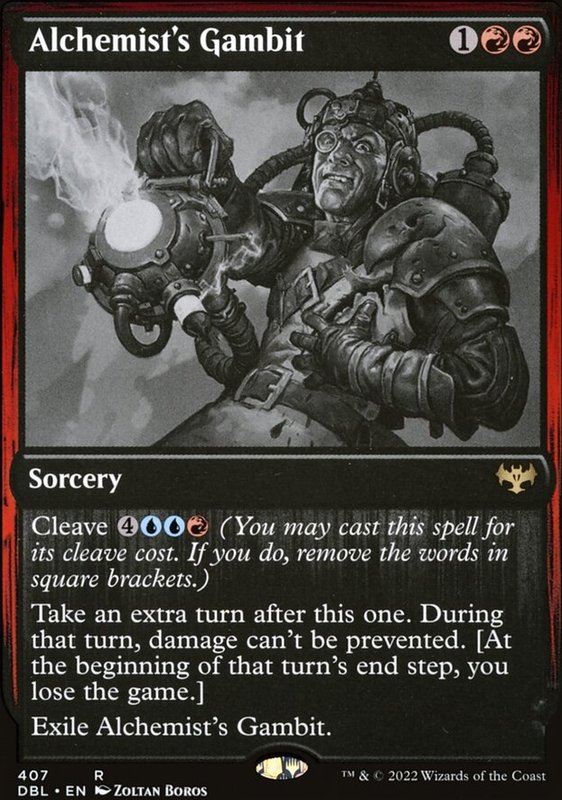 Alchemist's Gambit 1
Sorcery
Cleave 4 (You may cast this spell for
its cleave cost. If you do, remove the words in
square brackets.)
Take an extra turn after this one. During
that turn, damage can't be prevented. [At
the beginning of that turn's end step, you
lose the game.]
Exile Alchemist's Gambit.
407 R
DBL • EN Zoltan Boros
™ & © 2022 Wizards of the Coast